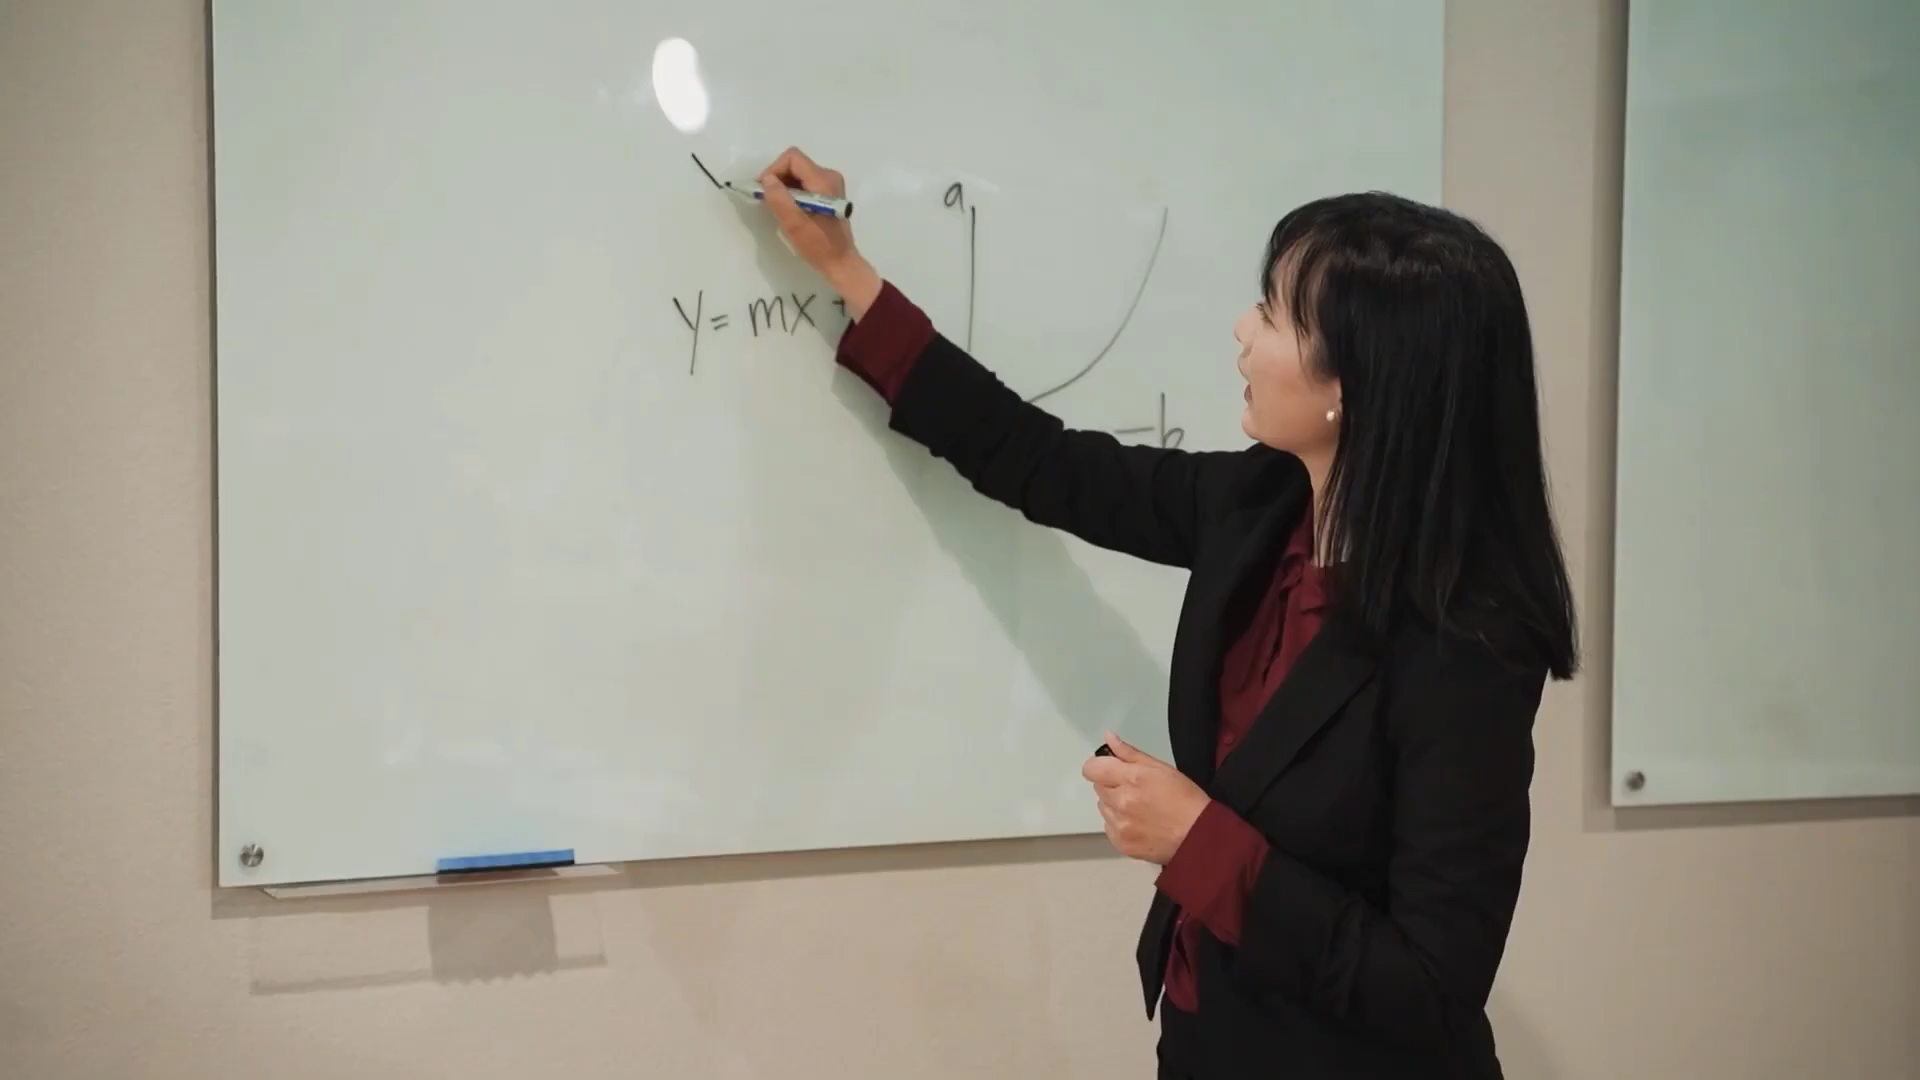 a
y = mx +
-b